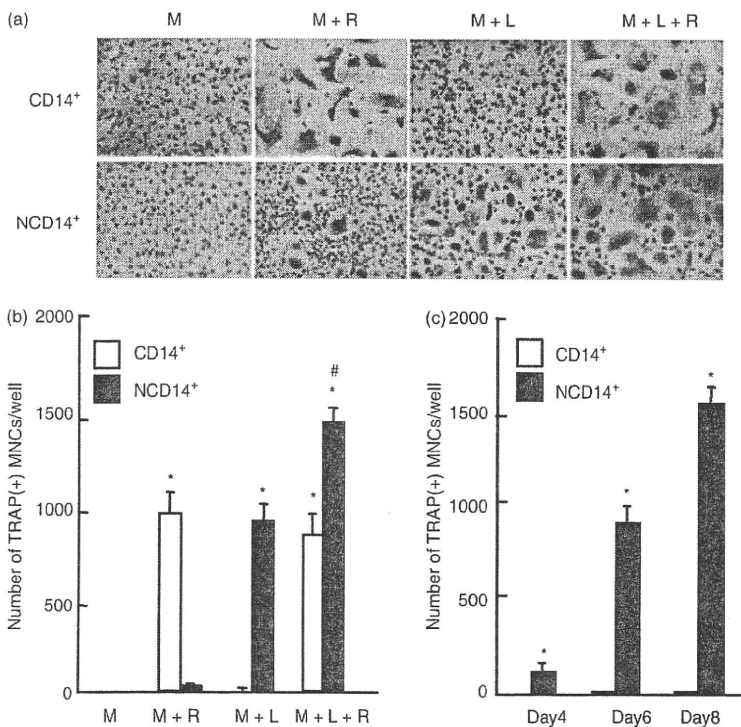 (a)
M
M + R
M + L
M + L + R
CD14⁺
NCD14⁺
(b)
2000
1500
1000
500
0
Number of TRAP(+) MNCs/well
CD14⁺
NCD14⁺
*
*
*
#
*
M
M + R
M + L
M + L + R
(c)
2000
1500
1000
500
0
Number of TRAP(+) MNCs/well
CD14⁺
NCD14⁺
*
*
*
Day4
Day6
Day8